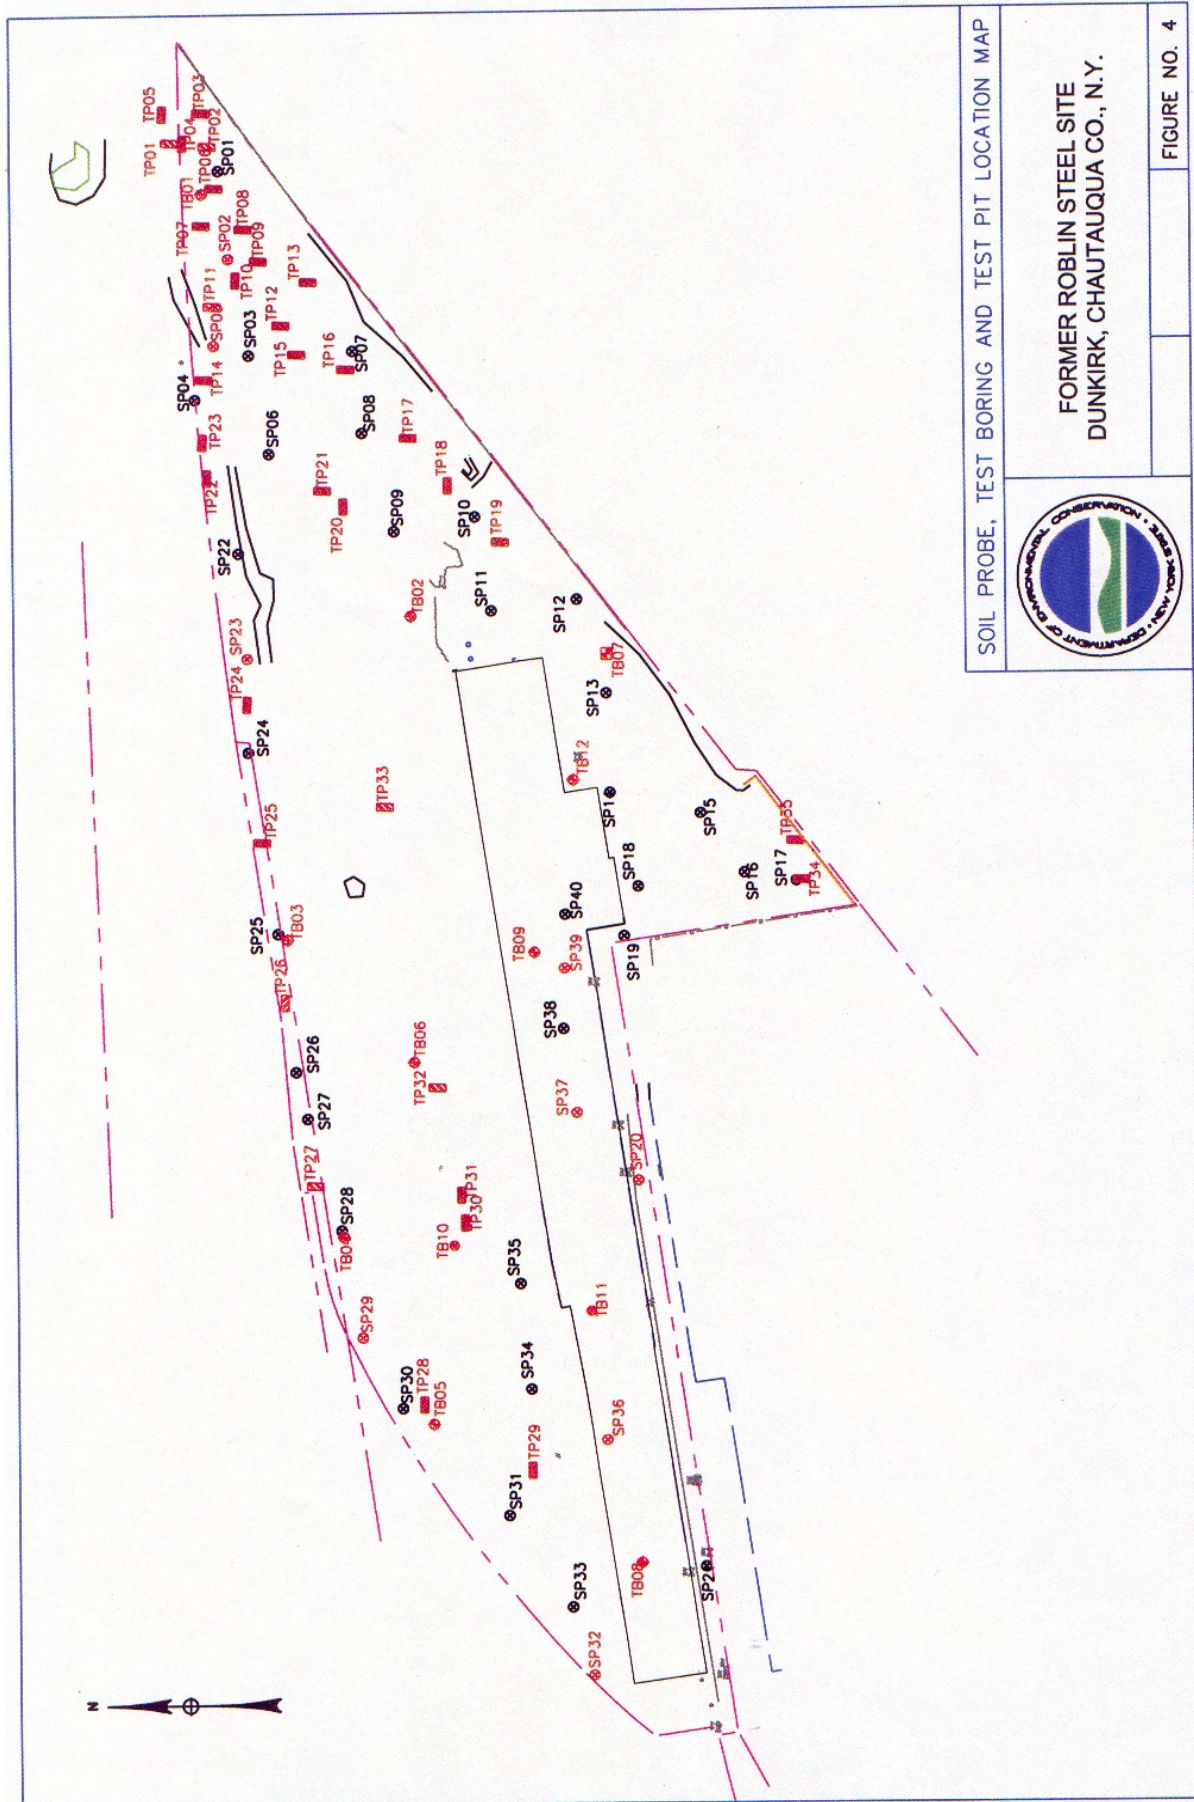 N
TP05
TP01
TP03
TP04
TP02
TP06
SP01
TB01
TP07
TP08
SP02
TP09
TP10
TP11
TP13
TP12
SP03
TP15
TP14
SP04
TP16
SP07
TP23
SP06
SP08
TP17
TP22
TP21
TP20
TP18
SP09
SP10
TP19
SP22
TB02
SP11
SP12
SP23
TP24
TB07
SP13
SP24
TB12
TP33
TP25
SP15
TP35
SP18
SP16
SP17
TP34
SP25
TB03
SP40
TB09
SP39
SP19
TP26
SP38
SP26
TB06
TP32
SP27
SP37
TP27
TP31
TP30
SP20
SP28
TB04
TB10
SP35
TB11
SP29
SP34
SP30
TP28
TB05
SP36
TP29
SP31
TB08
SP33
SP32
SOIL PROBE, TEST BORING AND TEST PIT LOCATION MAP
NEW YORK STATE DEPARTMENT OF ENVIRONMENTAL CONSERVATION
FORMER ROBLIN STEEL SITE
DUNKIRK, CHAUTAUQUA CO., N.Y.
FIGURE NO. 4